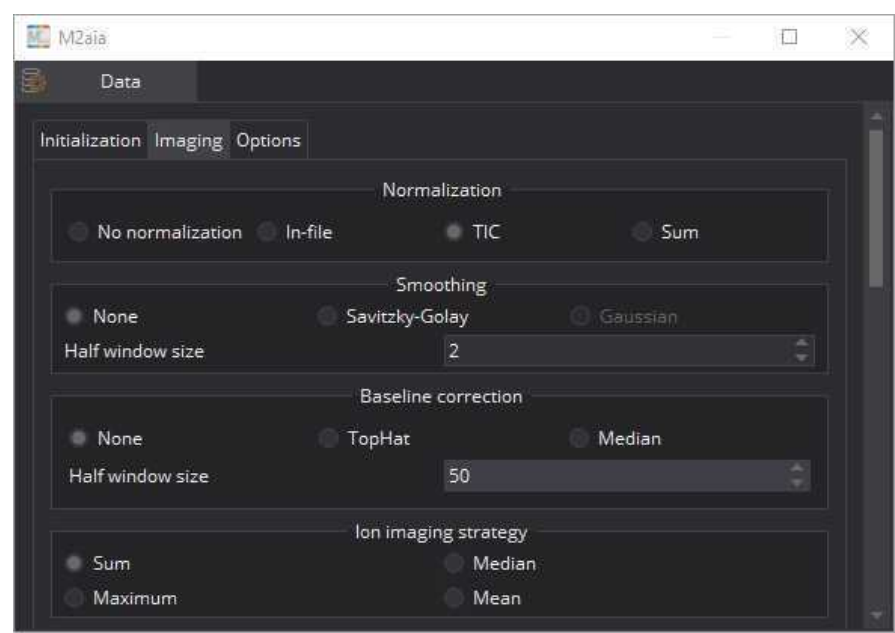 M2aia
Data
Initialization Imaging Options
Normalization
No normalization In-file TIC Sum
Smoothing
None Savitzky-Golay Gaussian
Half window size 2
Baseline correction
None TopHat Median
Half window size 50
Ion imaging strategy
Sum Median
Maximum Mean